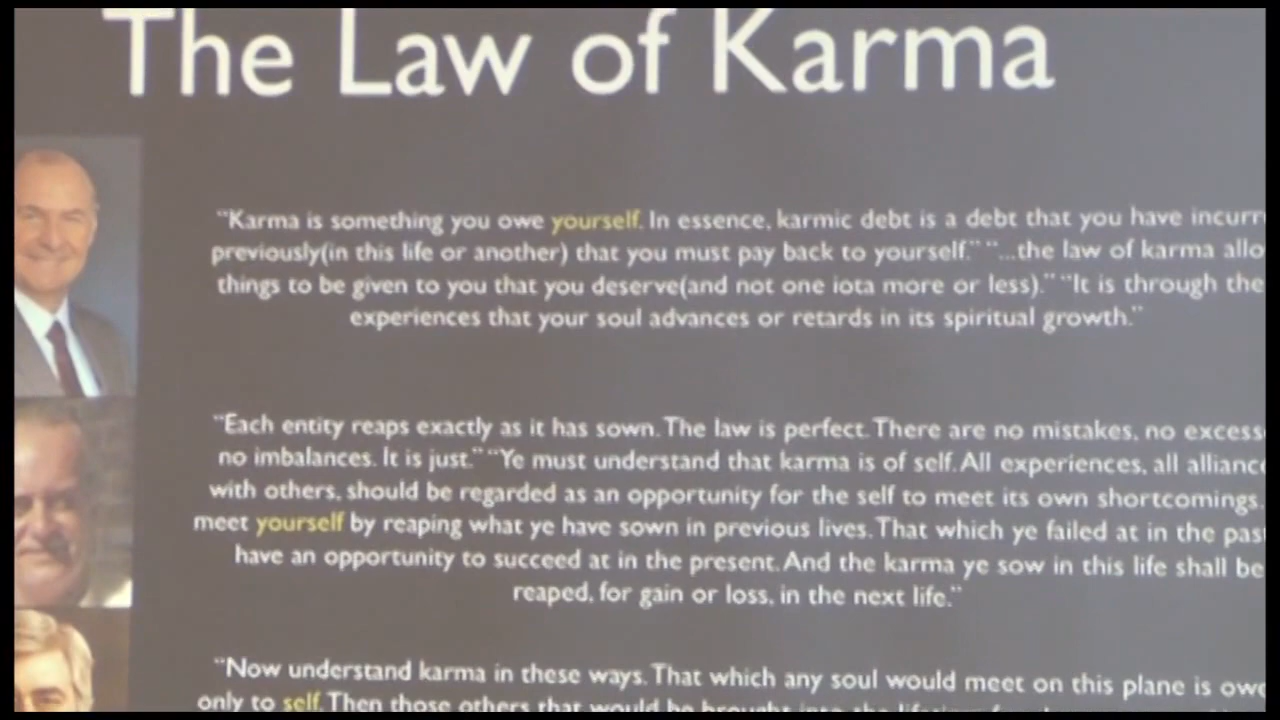 The Law of Karma
"Karma is something you owe yourself. In essence, karmic debt is a debt that you have
previously(in this life or another) that you must pay back to yourself." "...the law of karma
things to be given to you that you deserve(and not one iota more or less)." "It is through the
experiences that your soul advances or retards in its spiritual growth."
"Each entity reaps exactly as it has sown. The law is perfect. There are no mistakes, no
no imbalances. It is just." "Ye must understand that karma is of self. All experiences, all
with others, should be regarded as an opportunity for the self to meet its own shortcomings.
meet yourself by reaping what ye have sown in previous lives. That which ye failed at in the
have an opportunity to succeed at in the present. And the karma ye sow in this life shall be
reaped, for gain or loss, in the next life."
"Now understand karma in these ways. That which any soul would meet on this plane is
only to self. Then those others that would be brought into the